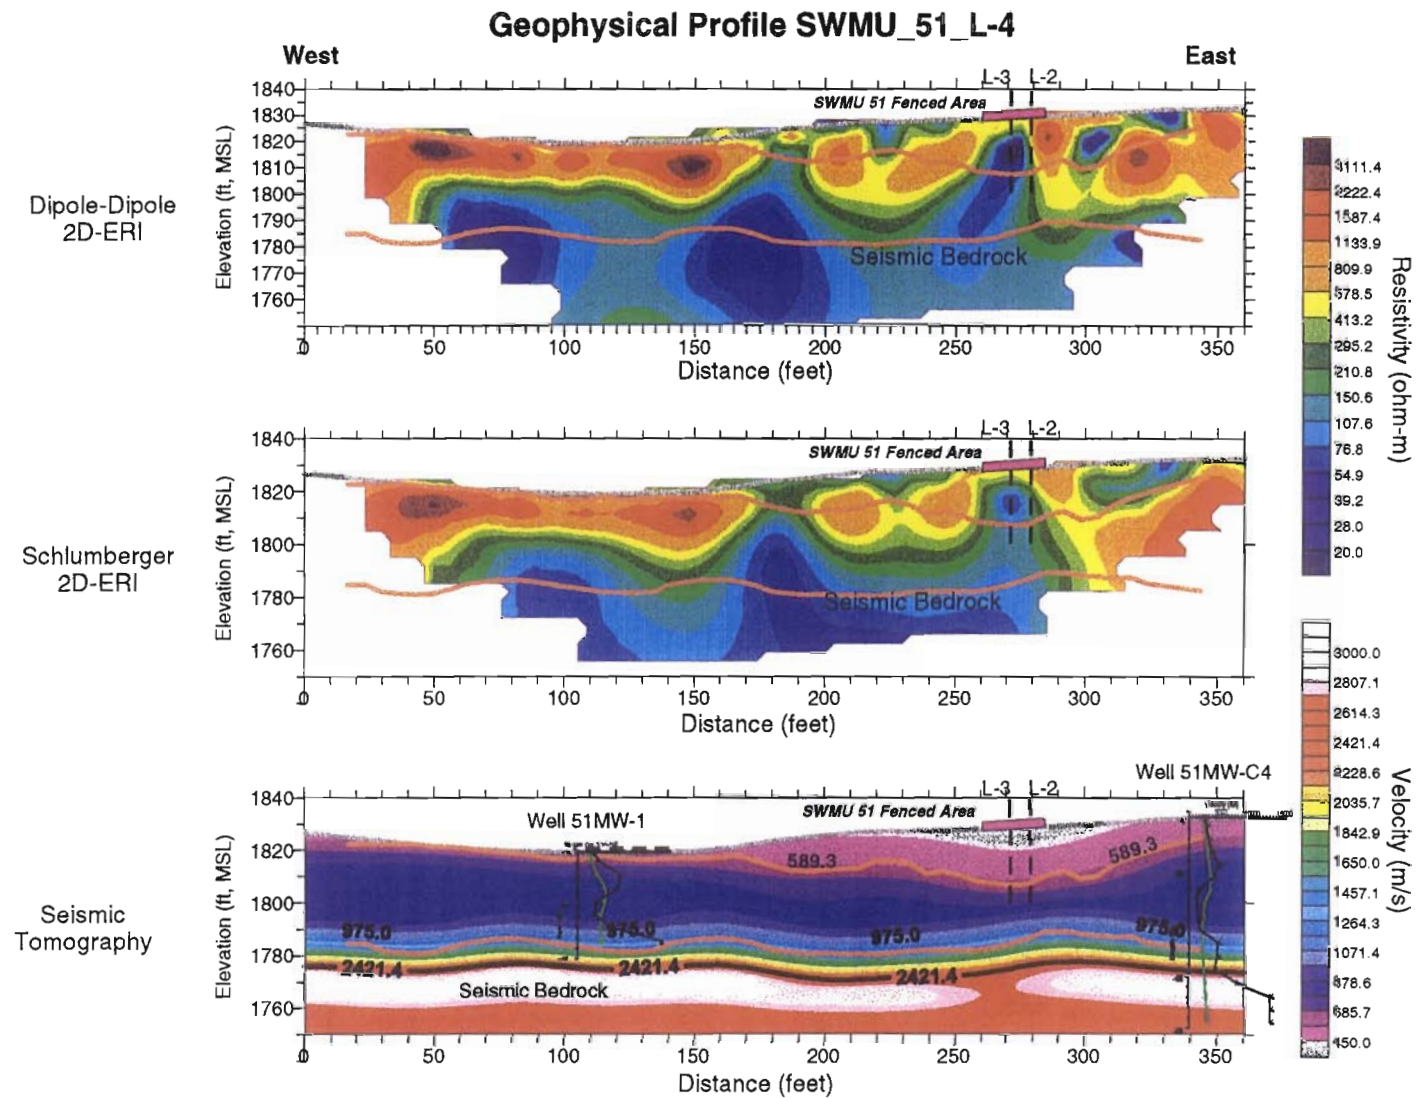 Geophysical Profile SWMU_51_L-4
West
East
L-3 L-2
SWMU 51 Fenced Area
1840
1830
1820
1810
1800
1790
1780
1770
1760
Elevation (ft, MSL)
Dipole-Dipole
2D-ERI
Seismic Bedrock
0 50 100 150 200 250 300 350
Distance (feet)
L-3 L-2
SWMU 51 Fenced Area
1840
1820
1800
1780
1760
Elevation (ft, MSL)
Schlumberger
2D-ERI
Seismic Bedrock
0 50 100 150 200 250 300 350
Distance (feet)
Well 51MW-C4
L-3 L-2
SWMU 51 Fenced Area
Well 51MW-1
1840
1820
1800
1780
1760
Elevation (ft, MSL)
Seismic
Tomography
589.3 589.3
975.0 975.0 975.0 975.0
2421.4 2421.4 2421.4
Seismic Bedrock
0 50 100 150 200 250 300 350
Distance (feet)
2222.4
1587.4
1133.9
809.9
578.5
413.2
295.2
210.8
150.6
107.6
76.8
54.9
39.2
28.0
20.0
Resistivity (ohm-m)
3000.0
2807.1
2614.3
2421.4
2228.6
2035.7
1842.9
1650.0
1457.1
1264.3
1071.4
878.6
685.7
Velocity (m/s)